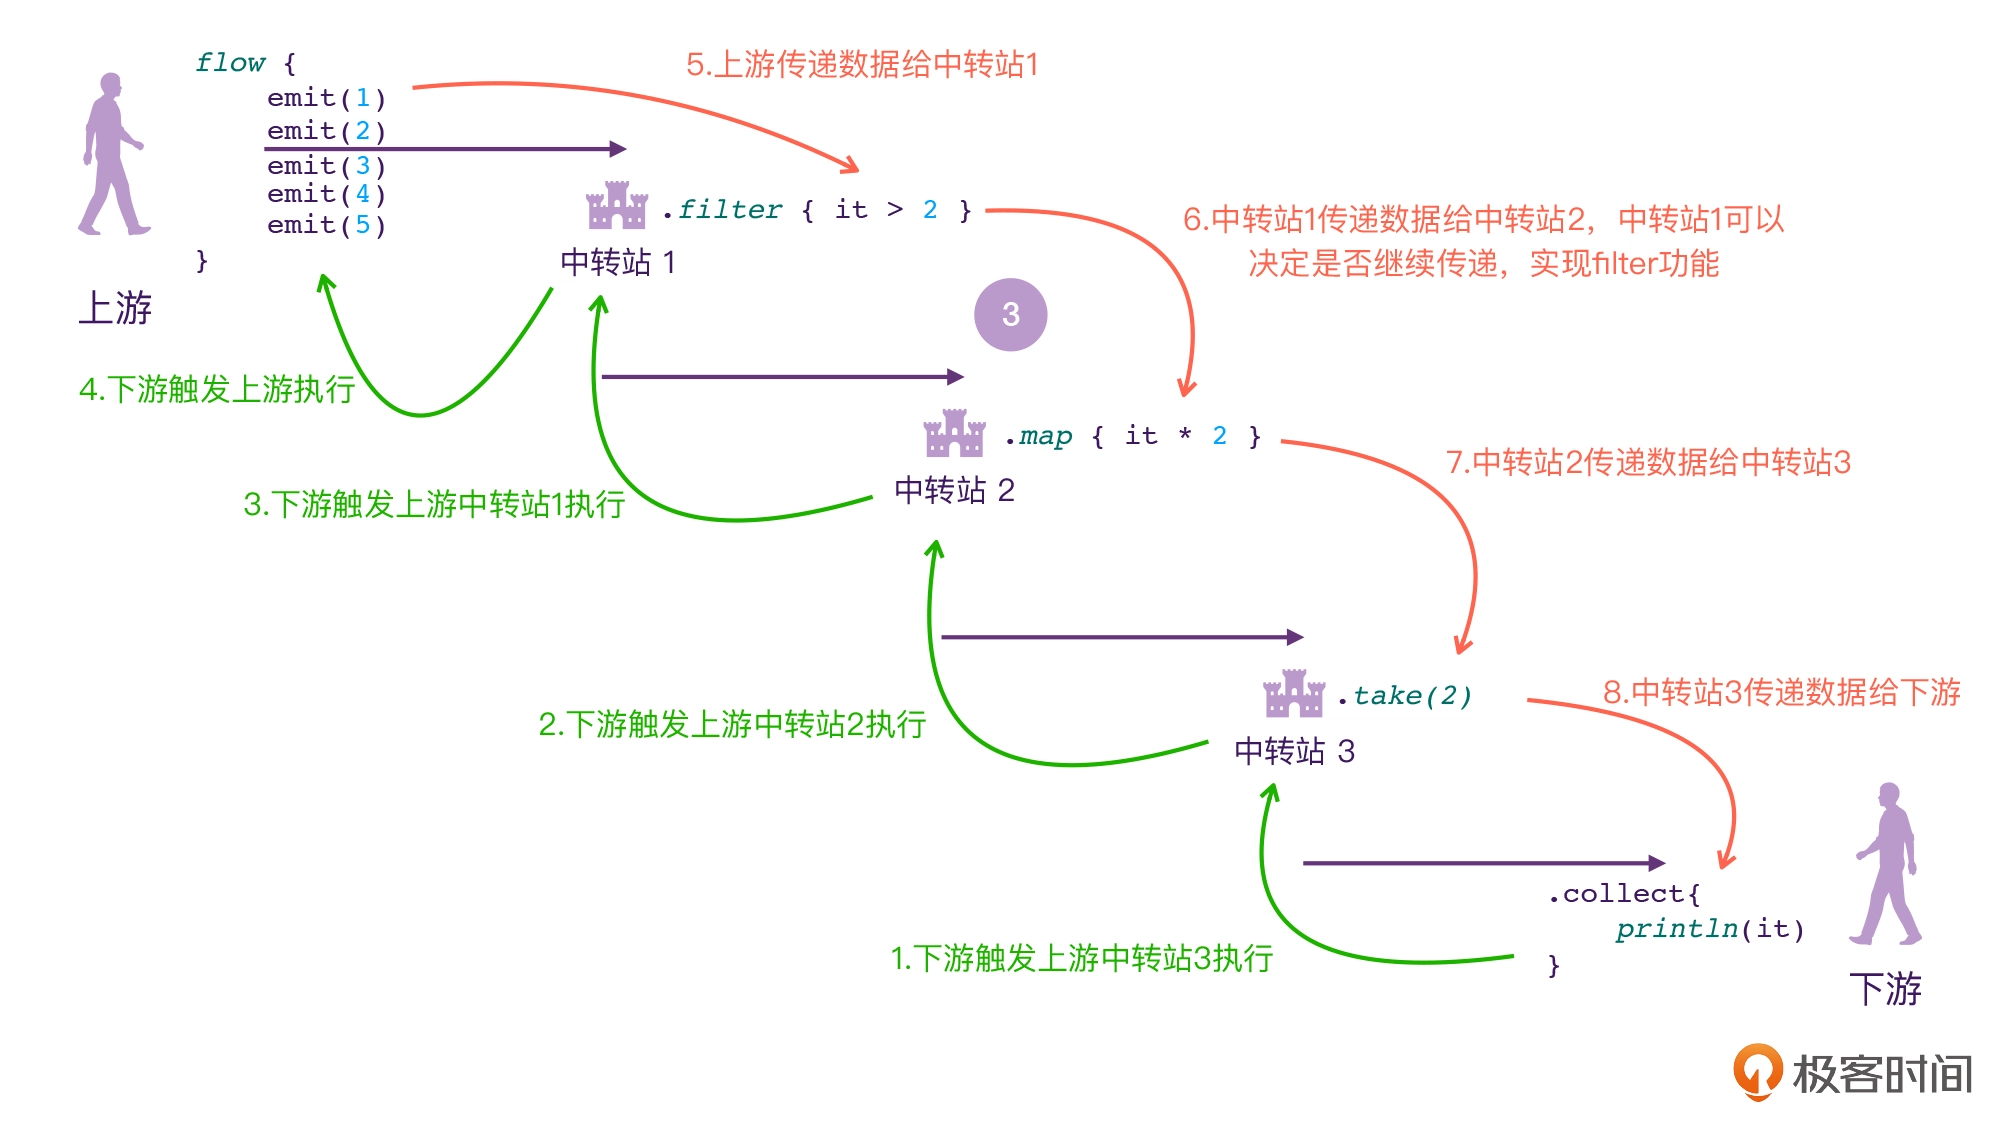 flow {
emit(1)
emit(2)
emit(3)
emit(4)
emit(5)
}
上游
5.上游传递数据给中转站1
.filter { it > 2 }
中转站 1
6.中转站1传递数据给中转站2，中转站1可以
决定是否继续传递，实现filter功能
3
4.下游触发上游执行
.map { it * 2 }
中转站 2
7.中转站2传递数据给中转站3
3.下游触发上游中转站1执行
.take(2)
中转站 3
8.中转站3传递数据给下游
2.下游触发上游中转站2执行
.collect{
println(it)
}
下游
1.下游触发上游中转站3执行
极客时间